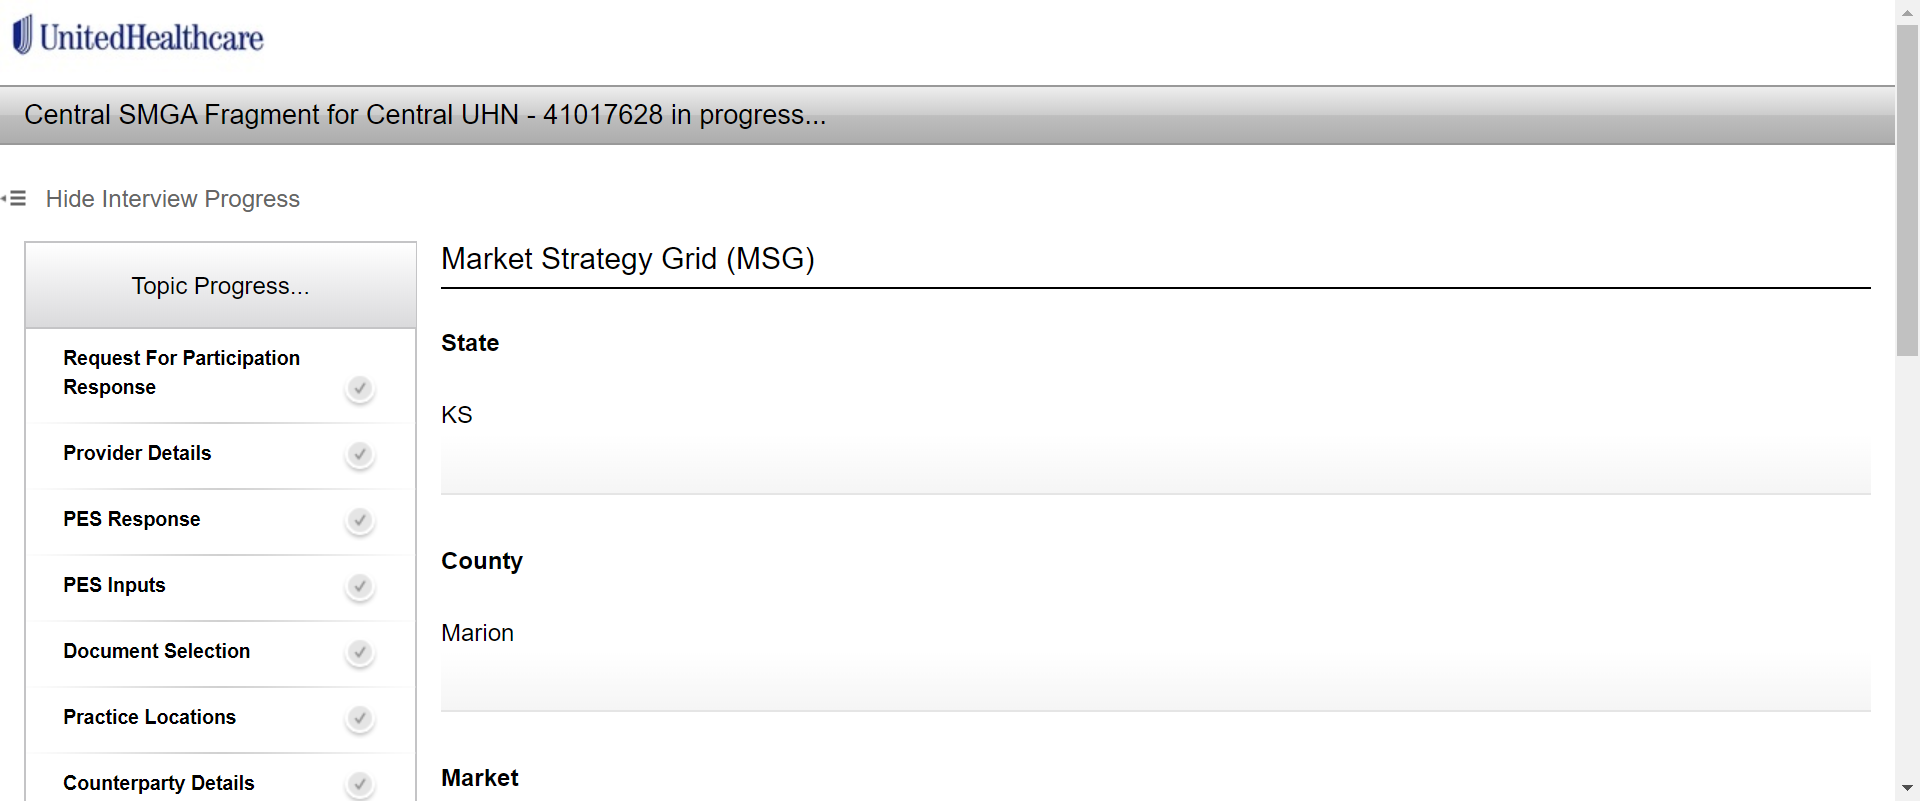 UnitedHealthcare
Central SMGA Fragment for Central UHN - 41017628 in progress...
Hide Interview Progress
Topic Progress...
Request For Participation
Response
Provider Details
PES Response
PES Inputs
Document Selection
Practice Locations
Counterparty Details
Market Strategy Grid (MSG)
State
KS
County
Marion
Market